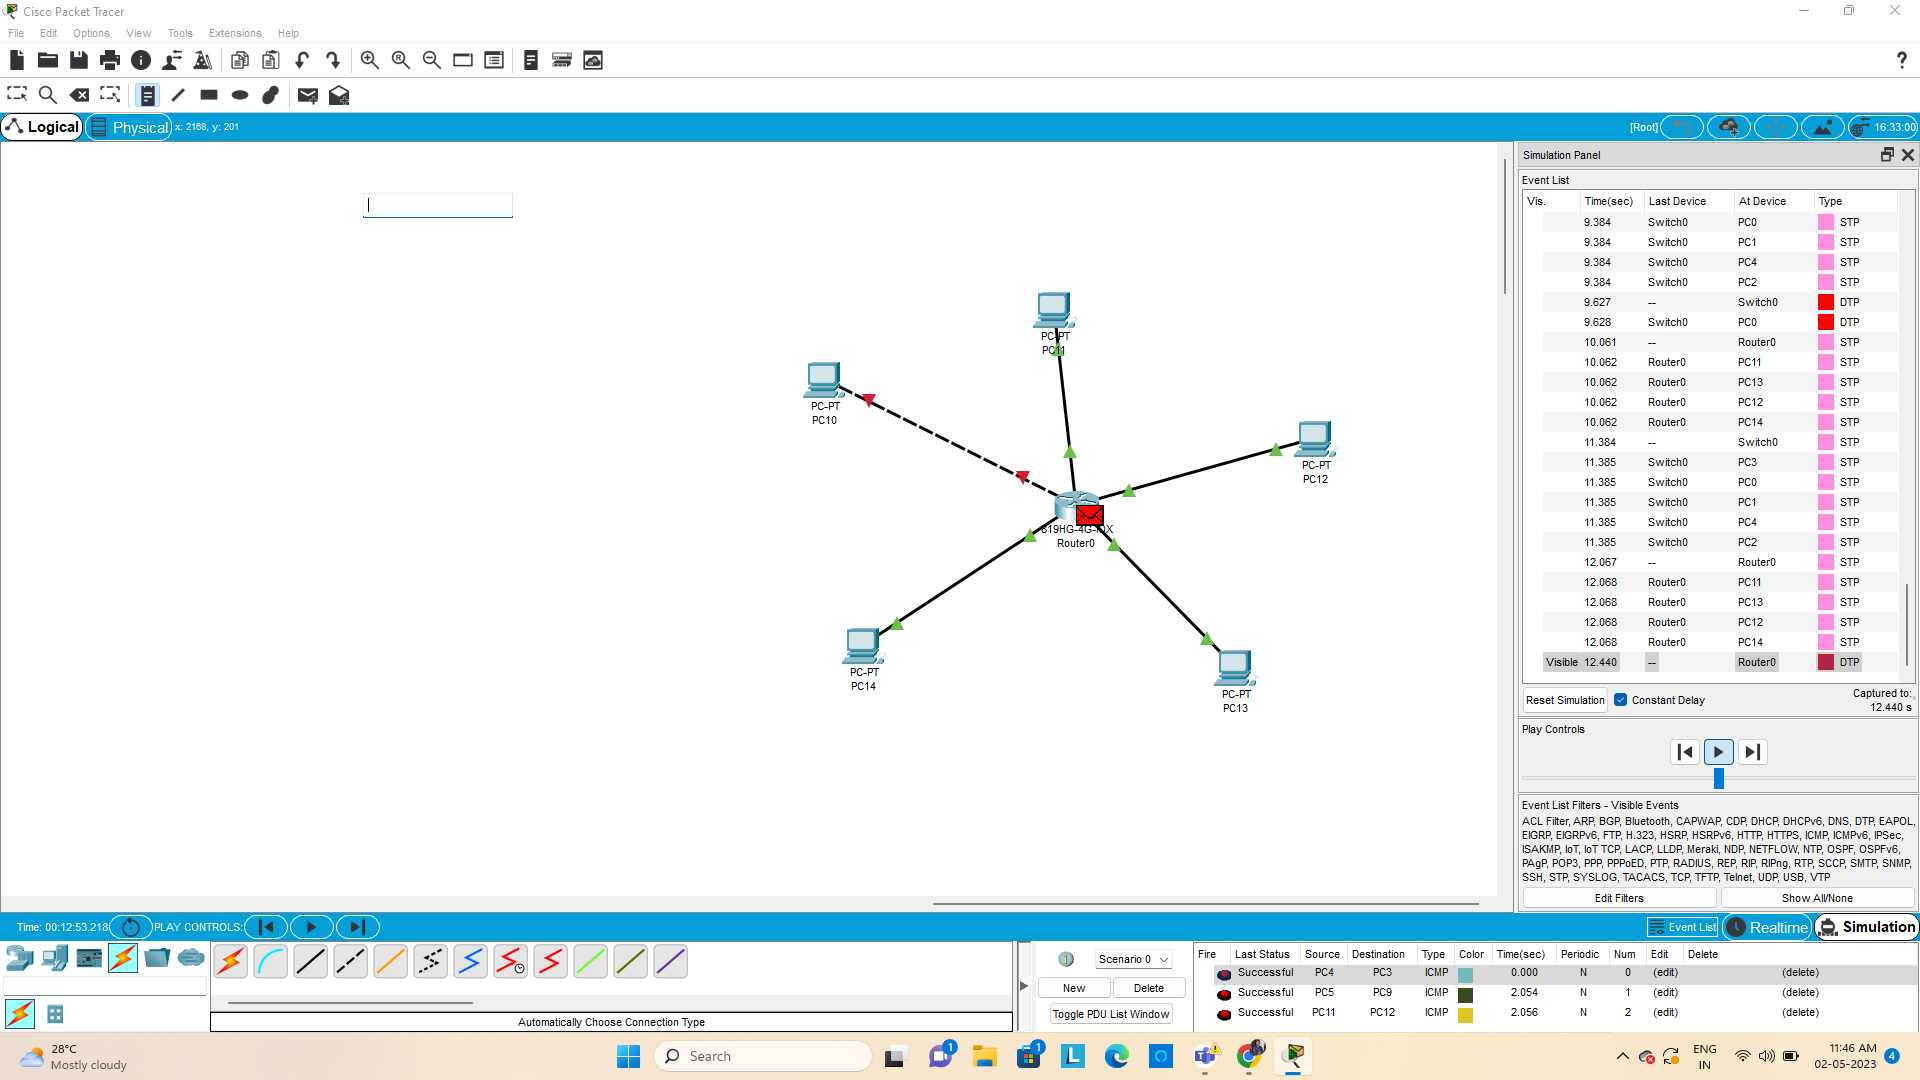 Cisco Packet Tracer
File Edit Options View Tools Extensions Help
Logical Physical x: 2168, y: 201 [Root] 16:33:00
Simulation Panel
Event List
Vis. Time(sec) Last Device At Device Type
9.384 Switch0 PC0 STP
9.384 Switch0 PC1 STP
9.384 Switch0 PC4 STP
9.384 Switch0 PC2 STP
9.627 -- Switch0 DTP
9.628 Switch0 PC0 DTP
10.061 -- Router0 STP
10.062 Router0 PC11 STP
10.062 Router0 PC13 STP
10.062 Router0 PC12 STP
10.062 Router0 PC14 STP
11.384 -- Switch0 STP
11.385 Switch0 PC3 STP
11.385 Switch0 PC0 STP
11.385 Switch0 PC1 STP
11.385 Switch0 PC4 STP
11.385 Switch0 PC2 STP
12.067 -- Router0 STP
12.068 Router0 PC11 STP
12.068 Router0 PC13 STP
12.068 Router0 PC12 STP
12.068 Router0 PC14 STP
Visible 12.440 -- Router0 DTP
Reset Simulation Constant Delay Captured to:
12.440 s
Play Controls
Event List Filters - Visible Events
ACL Filter, ARP, BGP, Bluetooth, CAPWAP, CDP, DHCP, DHCPv6, DNS, DTP, EAPOL,
EIGRP, EIGRPv6, FTP, H.323, HSRP, HSRPv6, HTTP, HTTPS, ICMP, ICMPv6, IPSec,
ISAKMP, IoT, IoT TCP, LACP, LLDP, Meraki, NDP, NETFLOW, NTP, OSPF, OSPFv6,
PAgP, POP3, PPP, PPPoED, PTP, RADIUS, REP, RIP, RIPng, RTP, SCCP, SMTP, SNMP,
SSH, STP, SYSLOG, TACACS, TCP, TFTP, Telnet, UDP, USB, VTP
Edit Filters Show All/None
PC-PT
PC11
PC-PT
PC10
PC-PT
PC12
819HG-4G-IOX
Router0
PC-PT
PC14
PC-PT
PC13
Time: 00:12:53.218 PLAY CONTROLS: Event List Realtime Simulation
Automatically Choose Connection Type
Scenario 0
New Delete
Toggle PDU List Window
Fire Last Status Source Destination Type Color Time(sec) Periodic Num Edit Delete
Successful PC4 PC3 ICMP 0.000 N 0 (edit) (delete)
Successful PC5 PC9 ICMP 2.054 N 1 (edit) (delete)
Successful PC11 PC12 ICMP 2.056 N 2 (edit) (delete)
28°C
Mostly cloudy
Search
1
1
ENG
IN
11:46 AM
02-05-2023
4